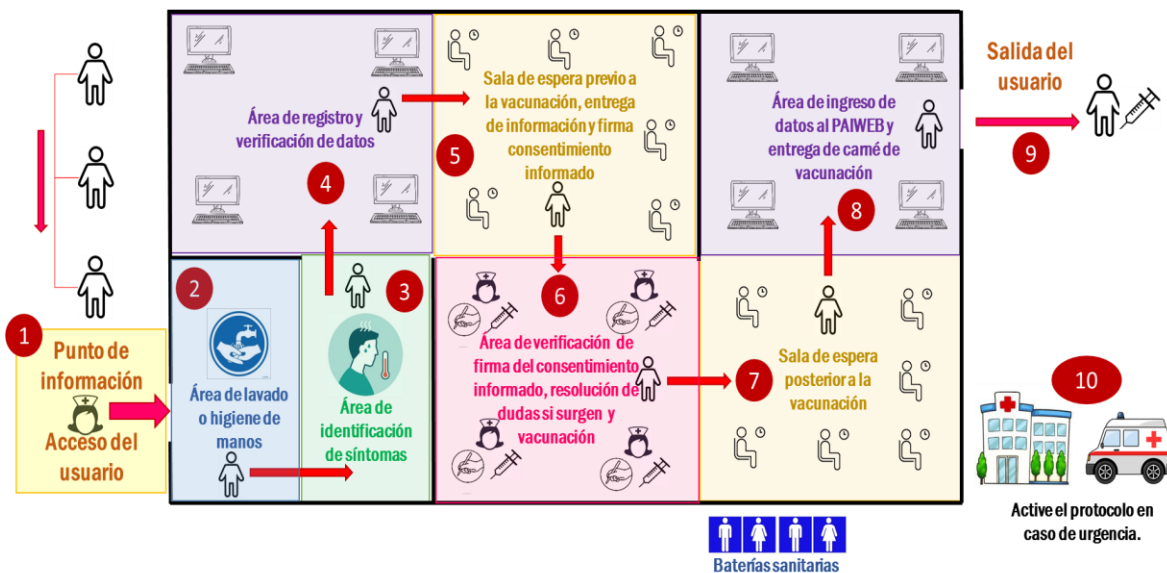 1
Punto de
información
Acceso del
usuario
2
Área de lavado
o higiene de
manos
3
Área de
identificación
de síntomas
Área de registro y
verificación de datos
4
5
Sala de espera previo a
la vacunación, entrega
de información y firma
consentimiento
informado
6
Área de verificación de
firma del consentimiento
informado, resolución de
dudas si surgen y
vacunación
7
Sala de espera
posterior a la
vacunación
Área de ingreso de
datos al PAIWEB y
entrega de carné de
vacunación
8
Salida del
usuario
9
10
Active el protocolo en
caso de urgencia.
Baterías sanitarias